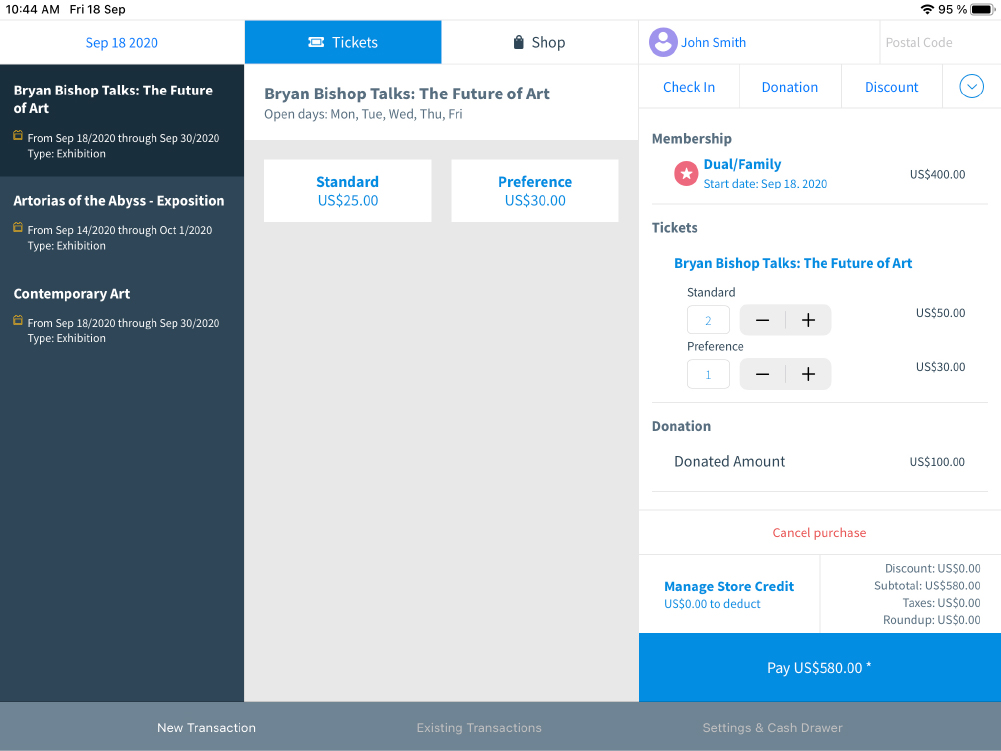 10:44 AM Fri 18 Sep
95 %
Sep 18 2020
Tickets
Shop
John Smith
Postal Code
Bryan Bishop Talks: The Future
of Art
From Sep 18/2020 through Sep 30/2020
Type: Exhibition
Artorias of the Abyss - Exposition
From Sep 14/2020 through Oct 1/2020
Type: Exhibition
Contemporary Art
From Sep 18/2020 through Sep 30/2020
Type: Exhibition
Bryan Bishop Talks: The Future of Art
Open days: Mon, Tue, Wed, Thu, Fri
Standard
US$25.00
Preference
US$30.00
Check In
Donation
Discount
Membership
Dual/Family
Start date: Sep 18, 2020
US$400.00
Tickets
Bryan Bishop Talks: The Future of Art
Standard
2
US$50.00
Preference
1
US$30.00
Donation
Donated Amount
US$100.00
Cancel purchase
Manage Store Credit
US$0.00 to deduct
Discount: US$0.00
Subtotal: US$580.00
Taxes: US$0.00
Roundup: US$0.00
Pay US$580.00 *
New Transaction
Existing Transactions
Settings & Cash Drawer